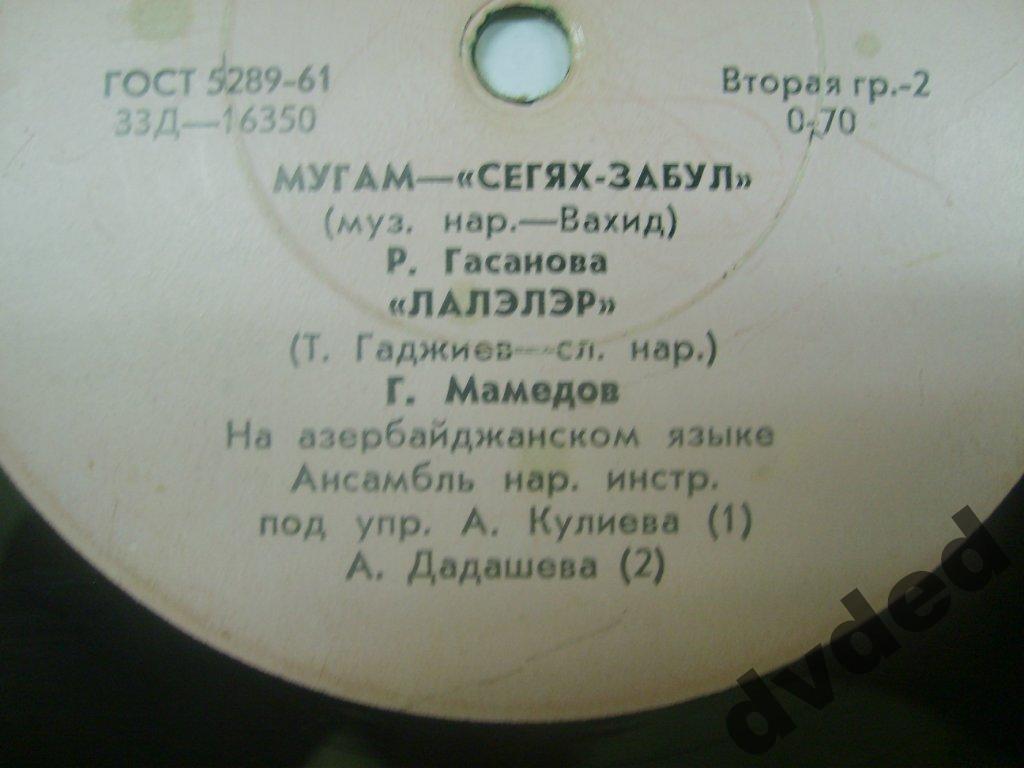 ГОСТ 5289-61
33Д—16350
Вторая гр.-2
0-70
МУГАМ—«СЕГЯХ-ЗАБУЛ»
(муз. нар.—Вахид)
Р. Гасанова
«ЛАЛЭЛЭР»
(Т. Гаджиев—сл. нар.)
Г. Мамедов
На азербайджанском языке
Ансамбль нар. инстр.
под упр. А. Кулиева (1)
А. Дадашева (2)
dvded